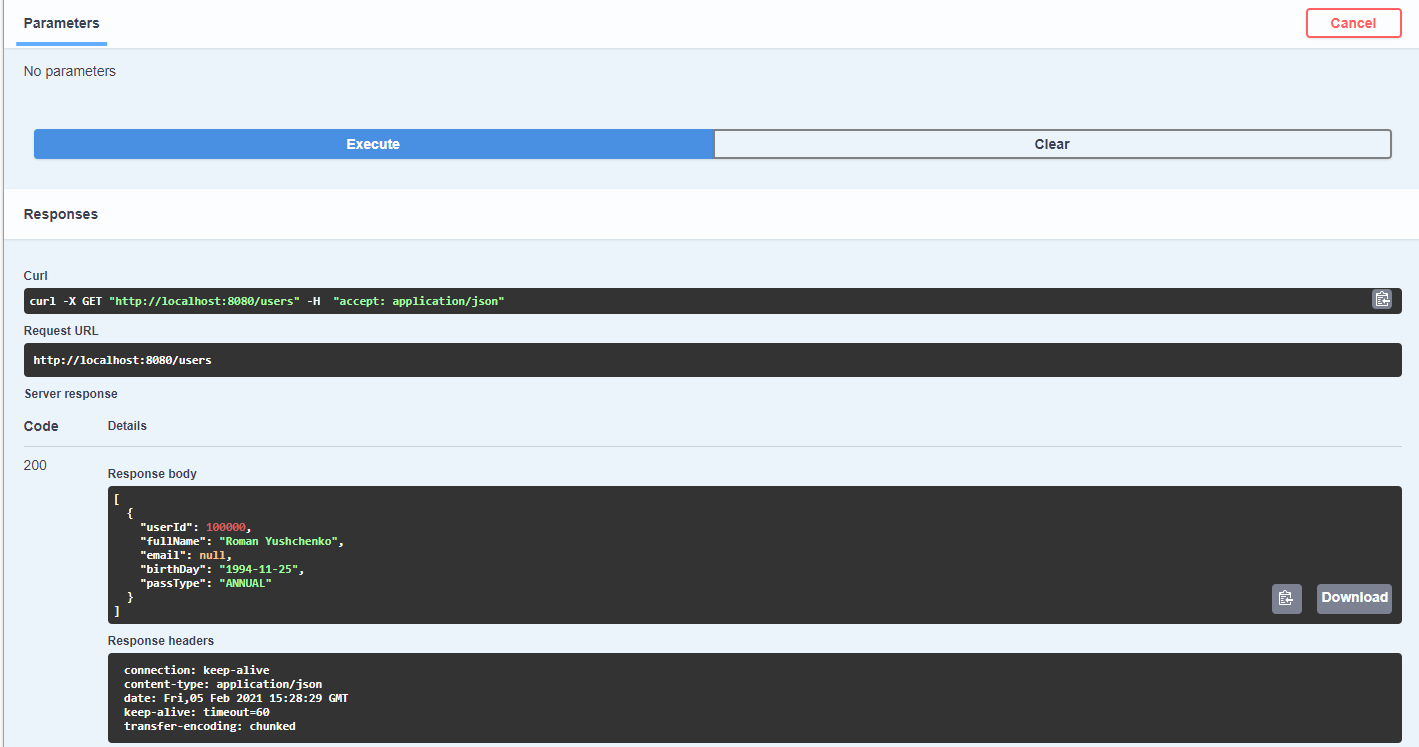 Parameters
Cancel
No parameters
Execute
Clear
Responses
Curl
curl -X GET "http://localhost:8080/users" -H  "accept: application/json"
Request URL
http://localhost:8080/users
Server response
Code
Details
200
Response body
[
  {
    "userId": 100000,
    "fullName": "Roman Yushchenko",
    "email": null,
    "birthDay": "1994-11-25",
    "passType": "ANNUAL"
  }
]
Download
Response headers
connection: keep-alive
content-type: application/json
date: Fri,05 Feb 2021 15:28:29 GMT
keep-alive: timeout=60
transfer-encoding: chunked